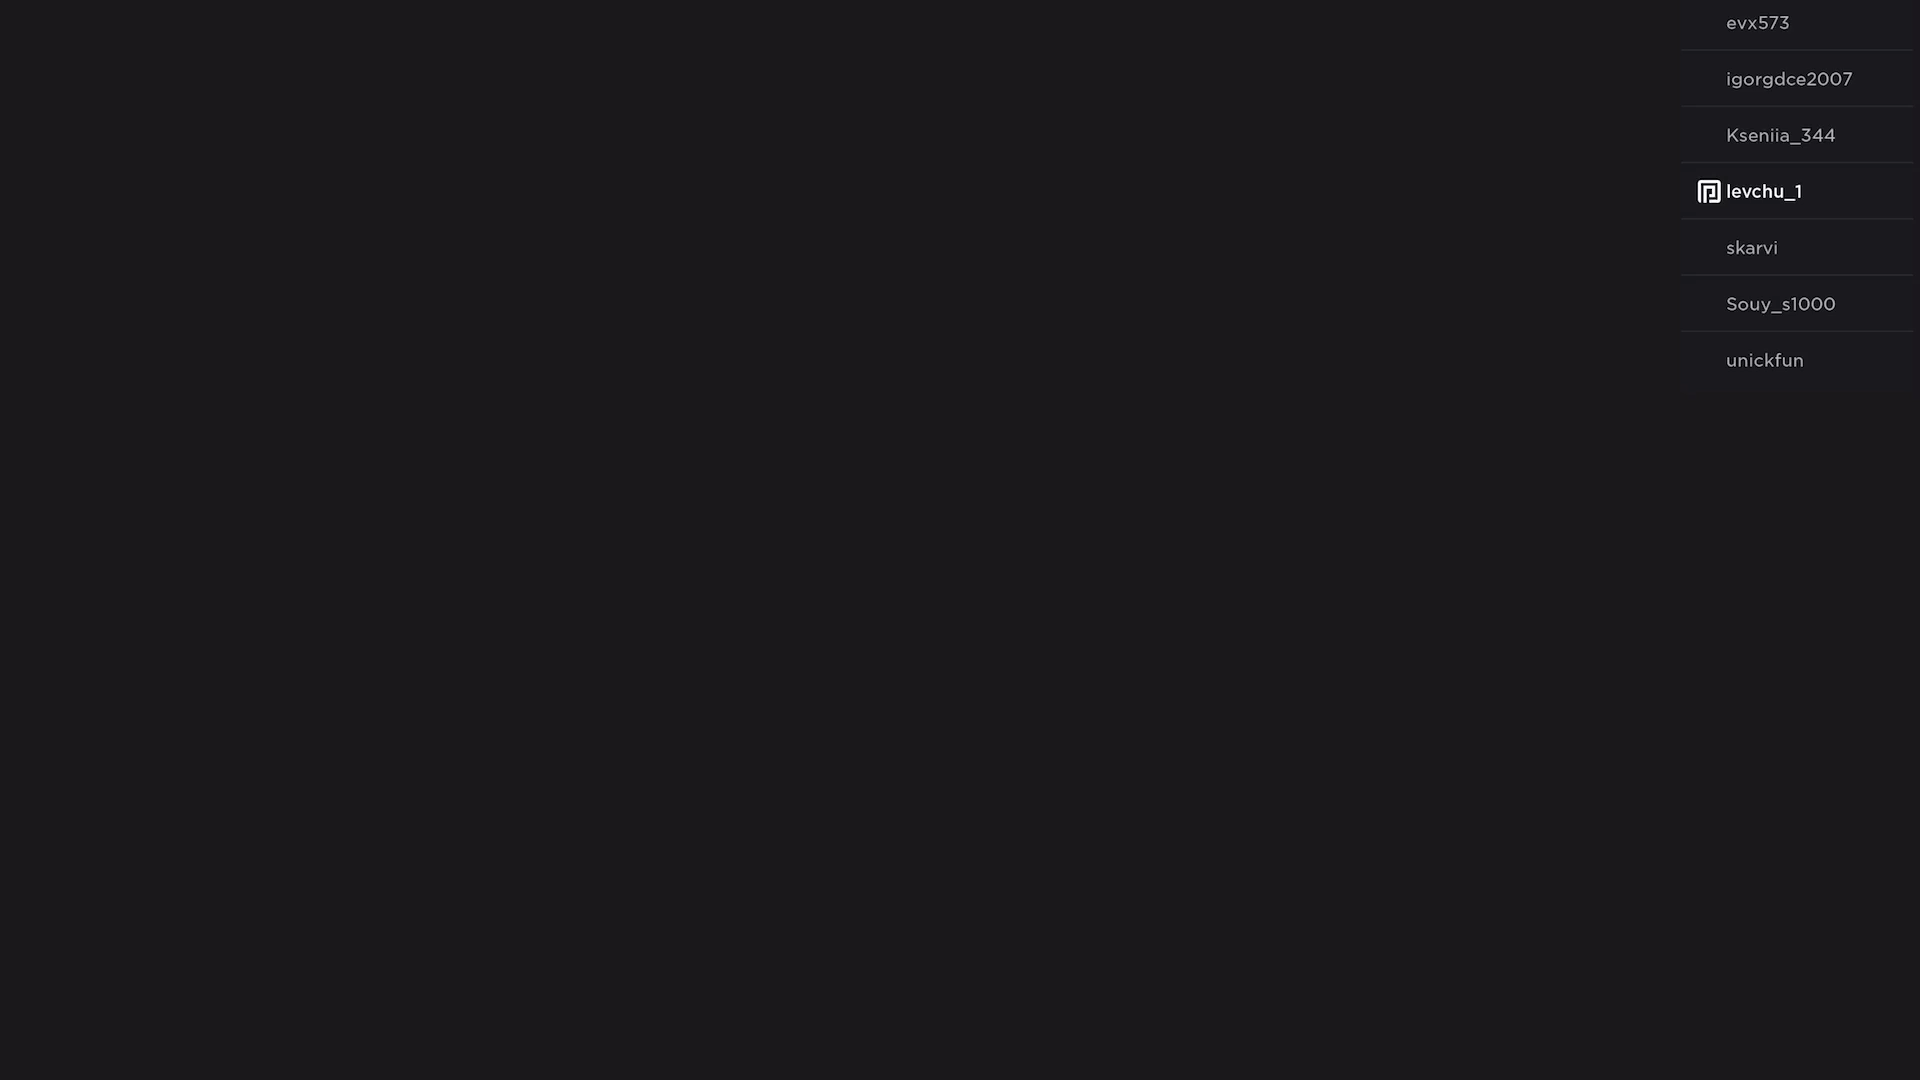 evx573
igorgdce2007
Kseniia_344
levchu_1
skarvi
Souy_s1000
unickfun